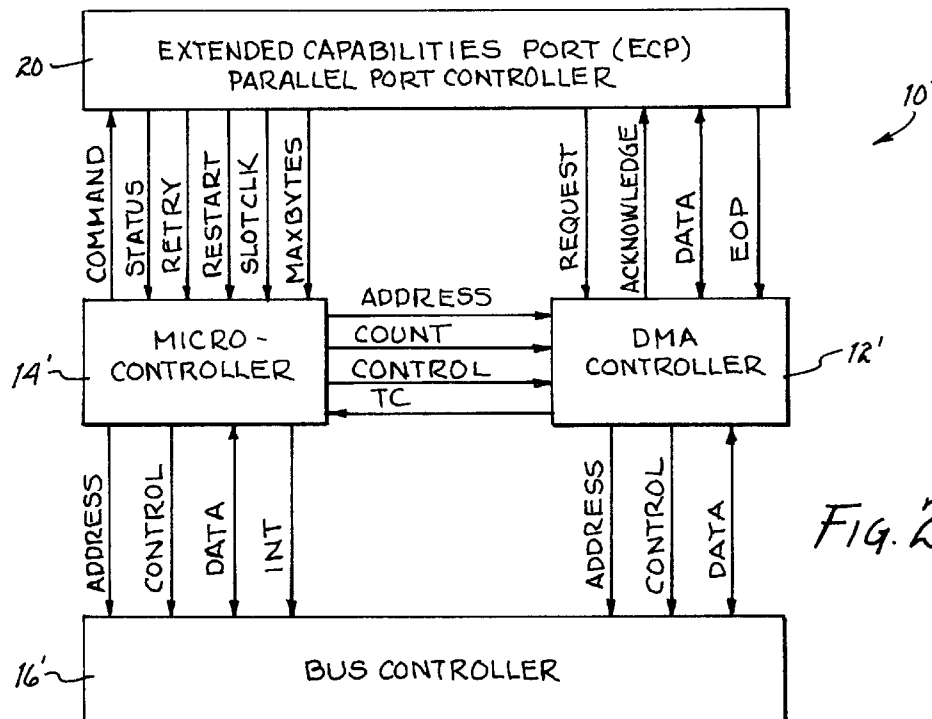 EXTENDED CAPABILITIES PORT (ECP)
PARALLEL PORT CONTROLLER
20
10'
COMMAND
STATUS
RETRY
RESTART
SLOTCLK
MAXBYTES
REQUEST
ACKNOWLEDGE
DATA
EOP
MICRO-
CONTROLLER
14'
ADDRESS
COUNT
CONTROL
TC
DMA
CONTROLLER
12'
ADDRESS
CONTROL
DATA
INT
ADDRESS
CONTROL
DATA
FIG. 2
BUS CONTROLLER
16'